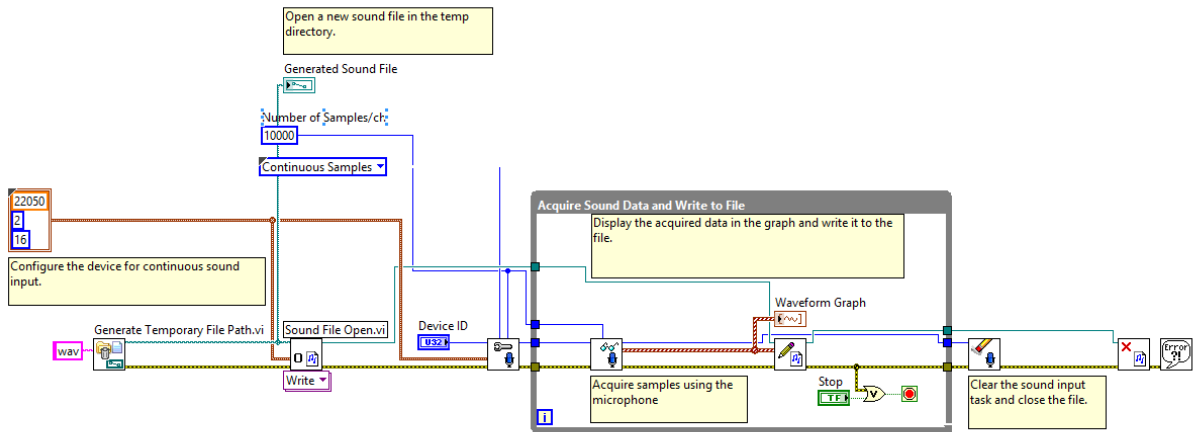 Open a new sound file in the temp
directory.
Generated Sound File
Number of Samples/ch
10000
Continuous Samples
22050
2
16
Configure the device for continuous sound
input.
Acquire Sound Data and Write to File
Display the acquired data in the graph and write it to the
file.
Waveform Graph
Generate Temporary File Path.vi
Sound File Open.vi
Device ID
U32
wav
Write
Acquire samples using the
microphone
Stop
TF
V
i
Clear the sound input
task and close the file.
Error
?!